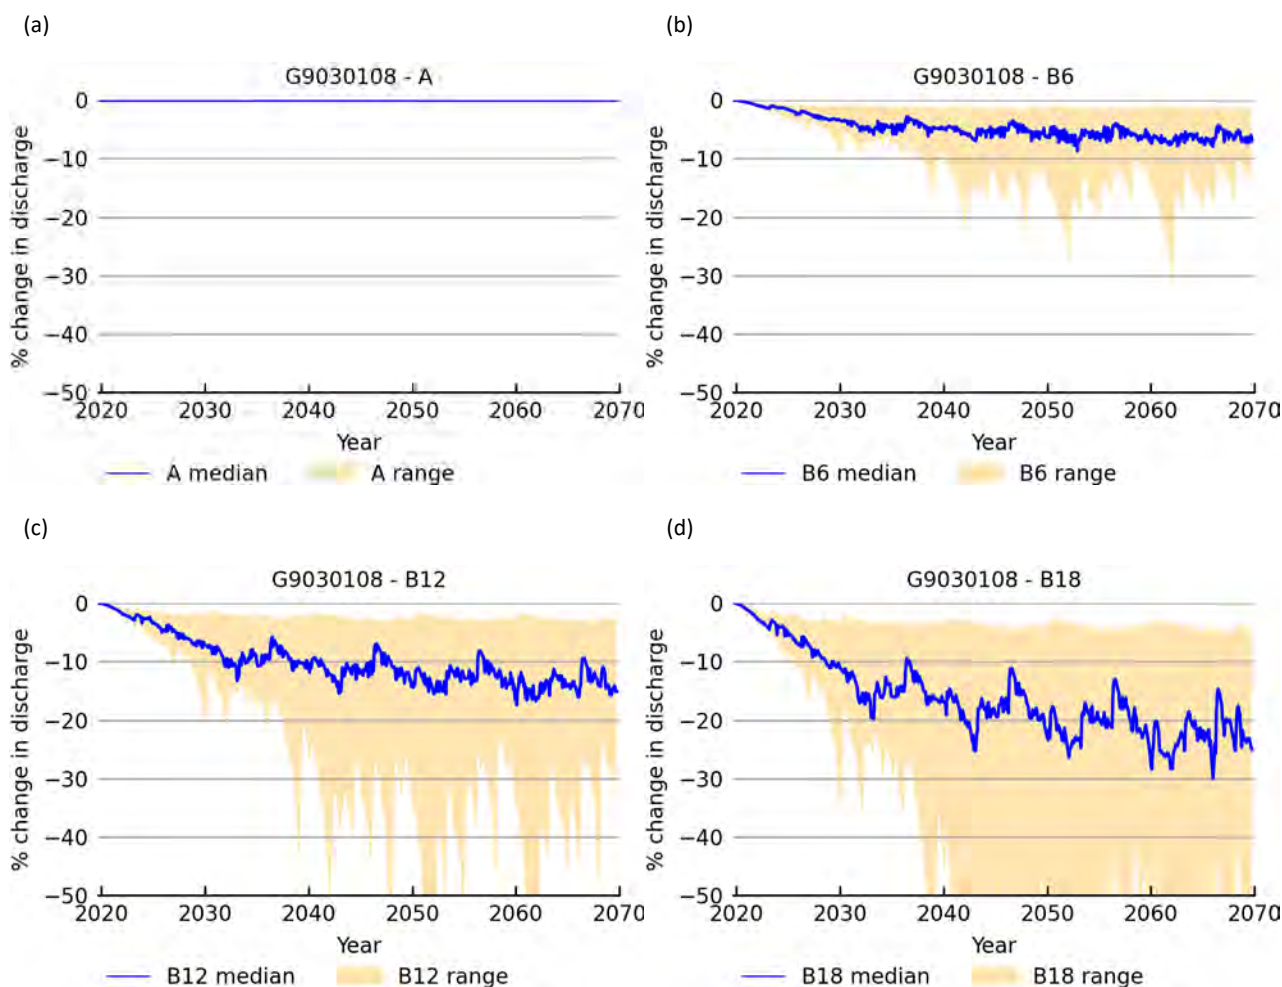 (a)
G9030108 - A
% change in discharge
0
−10
−20
−30
−40
−50
2020 2030 2040 2050 2060 2070
Year
A median A range
(b)
G9030108 - B6
% change in discharge
0
−10
−20
−30
−40
−50
2020 2030 2040 2050 2060 2070
Year
B6 median B6 range
(c)
G9030108 - B12
% change in discharge
0
−10
−20
−30
−40
−50
2020 2030 2040 2050 2060 2070
Year
B12 median B12 range
(d)
G9030108 - B18
% change in discharge
0
−10
−20
−30
−40
−50
2020 2030 2040 2050 2060 2070
Year
B18 median B18 range